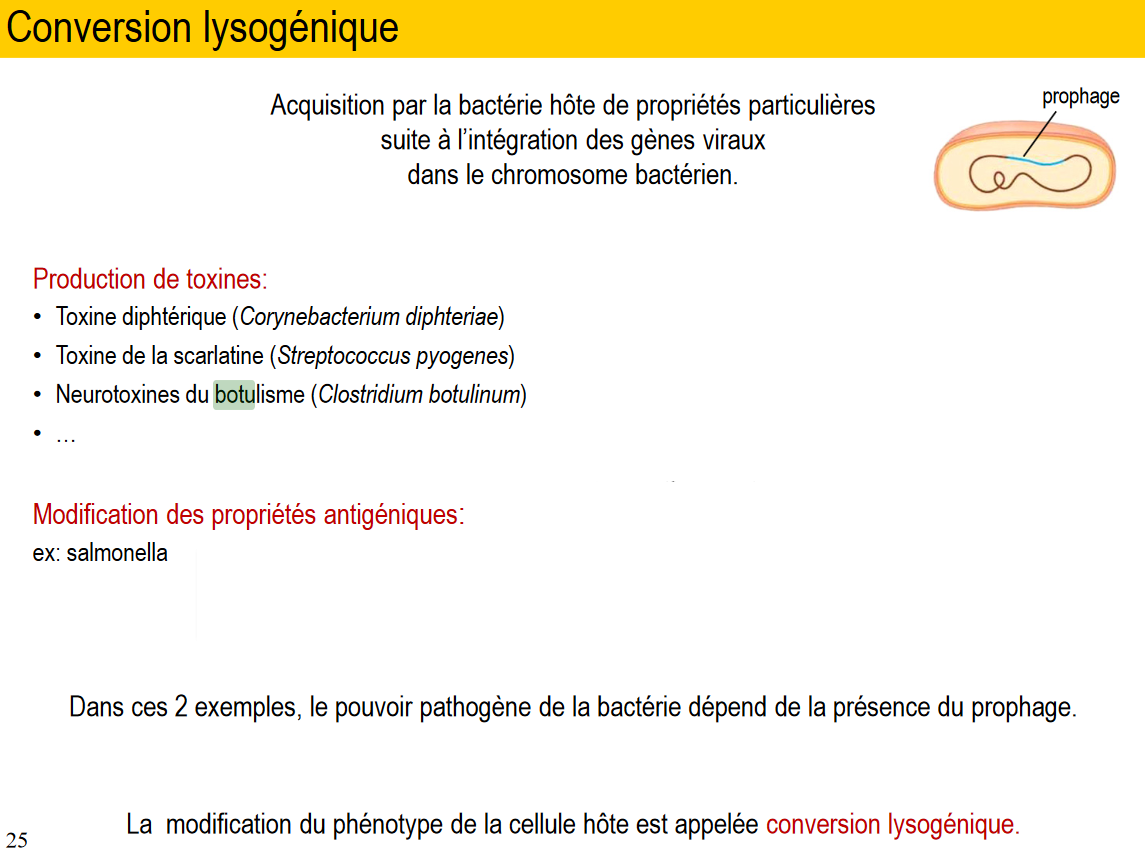 Conversion lysogénique
prophage
Acquisition par la bactérie hôte de propriétés particulières
suite à l’intégration des gènes viraux
dans le chromosome bactérien.
Production de toxines:
• Toxine diphtérique (Corynebacterium diphteriae)
• Toxine de la scarlatine (Streptococcus pyogenes)
• Neurotoxines du botulisme (Clostridium botulinum)
• …
Modification des propriétés antigéniques:
ex: salmonella
Dans ces 2 exemples, le pouvoir pathogène de la bactérie dépend de la présence du prophage.
La modification du phénotype de la cellule hôte est appelée conversion lysogénique.
25